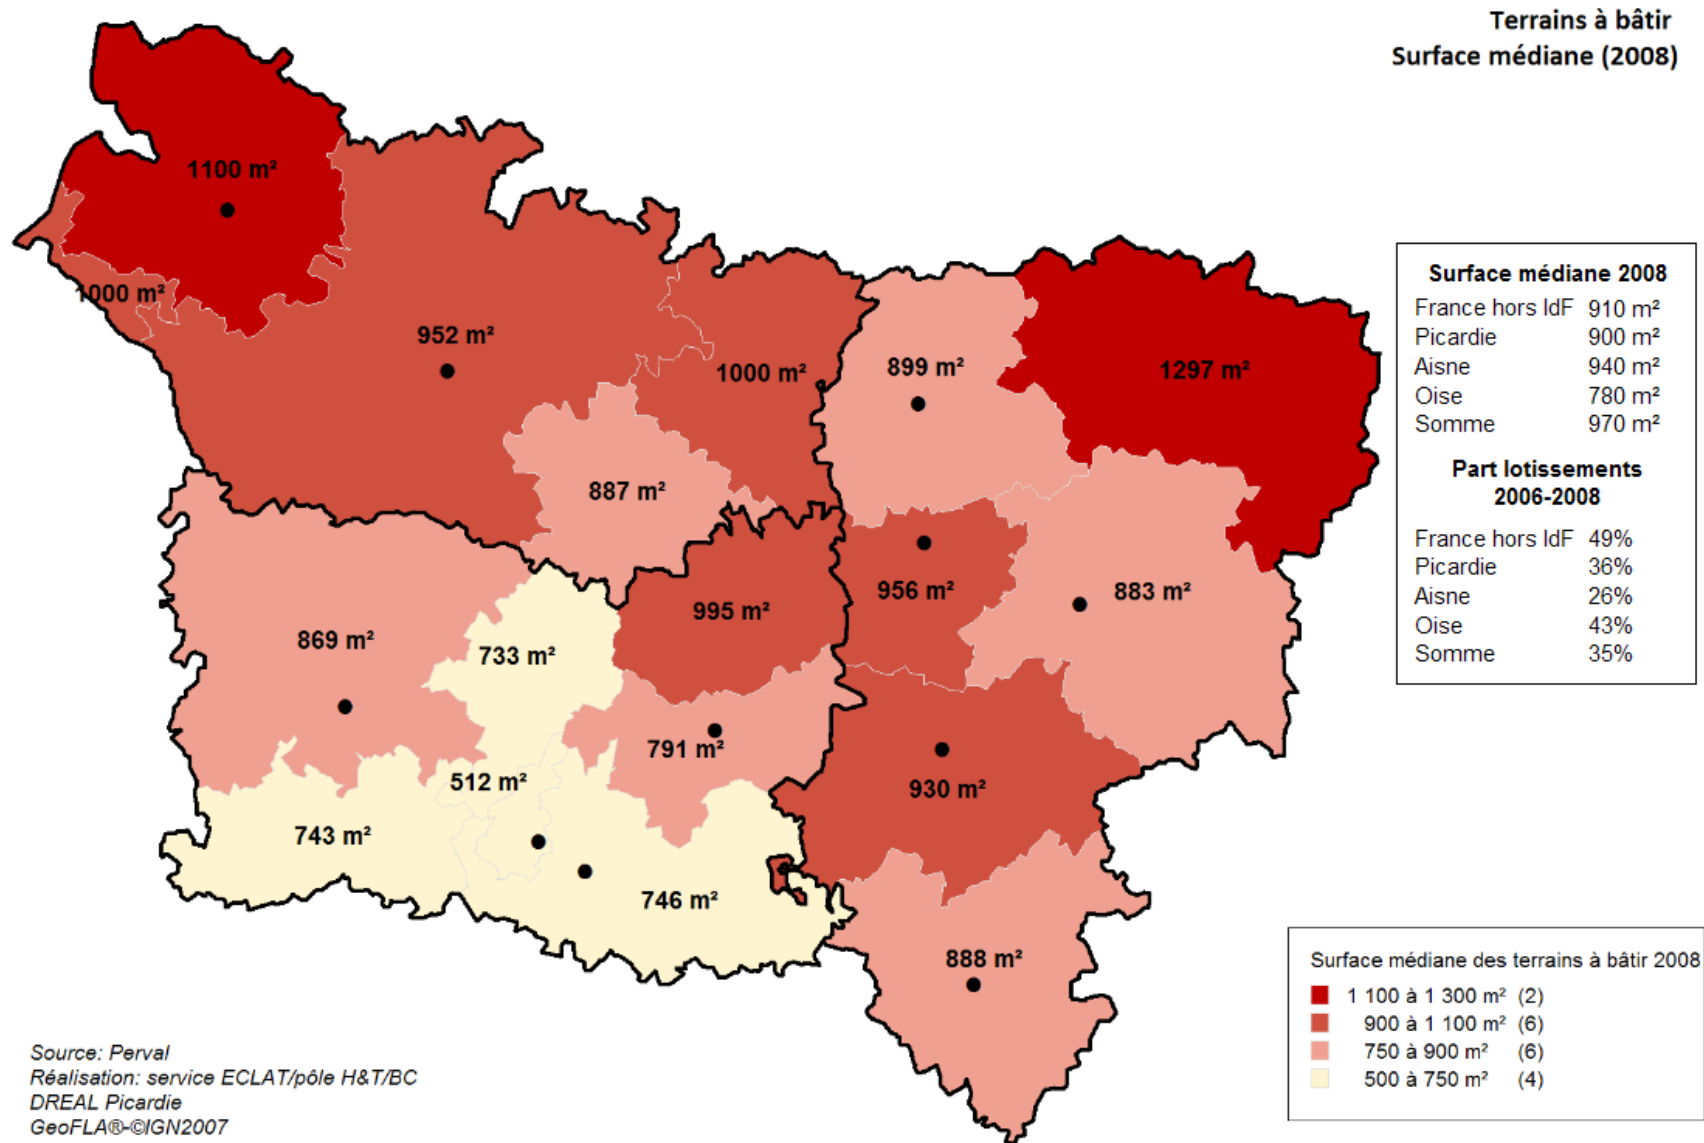 Terrains à bâtir
Surface médiane (2008)
1100 m²
1000 m²
952 m²
1000 m²
899 m²
1297 m²
887 m²
869 m²
733 m²
995 m²
956 m²
883 m²
791 m²
512 m²
743 m²
746 m²
930 m²
888 m²
Surface médiane 2008
France hors IdF 910 m²
Picardie 900 m²
Aisne 940 m²
Oise 780 m²
Somme 970 m²
Part lotissements
2006-2008
France hors IdF 49%
Picardie 36%
Aisne 26%
Oise 43%
Somme 35%
Surface médiane des terrains à bâtir 2008
1 100 à 1 300 m² (2)
900 à 1 100 m² (6)
750 à 900 m² (6)
500 à 750 m² (4)
Source: Perval
Réalisation: service ECLAT/pôle H&T/BC
DREAL Picardie
GeoFLA®-©IGN2007